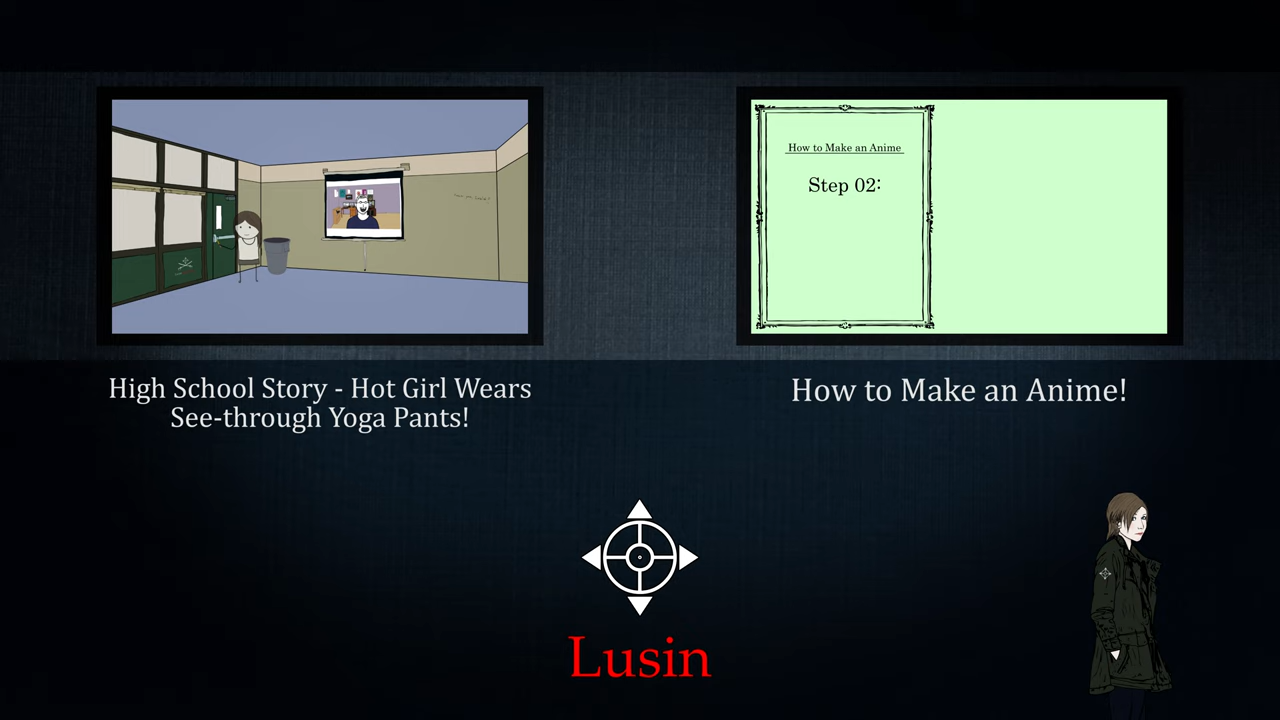 How to Make an Anime
Step 02:
High School Story - Hot Girl Wears
See-through Yoga Pants!
How to Make an Anime!
Lusin